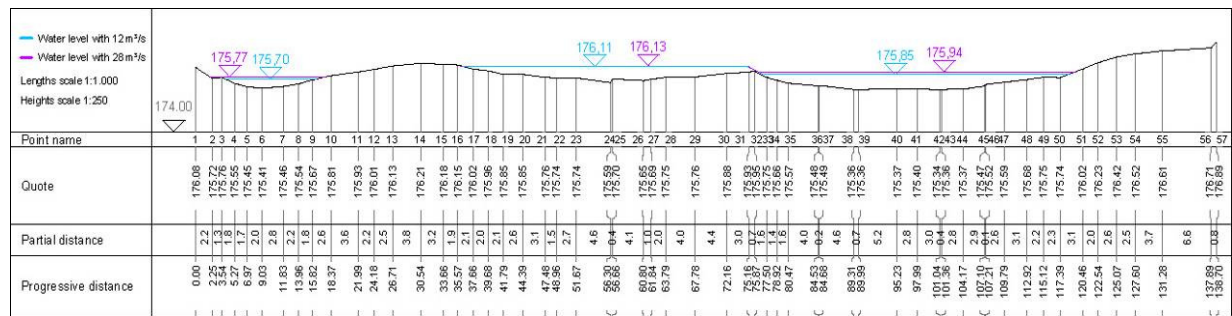 176,11
176,13
Water level with 12 m³/s
175,77
175,70
175,85
175,94
Water level with 28 m³/s
Lengths scale 1:1.000
Heights scale 1:250
174.00
Point name 1 2 3 4 5 6 7 8 9 10 11 12 13 14 15 16 17 18 19 20 21 22 23 24 25 26 27 28 29 30 31 32 33 34 35 36 37 38 39 40 41 42 43 44 45 46 47 48 49 50 51 52 53 54 55 56 57
Quote 176.08 175.72 175.76 175.55 175.45 175.41 175.46 175.54 175.67 175.81 175.93 176.01 176.13 176.21 176.18 176.15 176.02 175.96 175.85 175.85 175.76 175.74 175.74 175.59 175.70 175.65 175.69 175.75 175.76 175.88 175.93 175.95 175.75 175.66 175.57 175.48 175.49 175.36 175.36 175.37 175.40 175.34 175.36 175.37 175.47 175.52 175.59 175.68 175.75 175.74 176.02 176.23 176.42 176.52 176.61 176.71 176.89
Partial distance 2.2 1.3 1.8 1.7 2.0 2.8 2.2 1.8 2.6 3.6 2.2 2.5 3.8 3.2 1.9 2.1 2.0 2.1 2.6 3.1 1.5 2.7 4.6 0.4 4.1 1.0 2.0 4.0 4.4 3.0 0.7 1.6 1.4 1.6 4.0 0.2 4.6 0.7 5.2 2.8 3.0 0.4 2.8 2.9 0.1 2.6 3.1 2.2 2.3 3.1 2.0 2.6 2.5 3.7 6.6 0.8
Progressive distance 0.00 2.25 3.54 5.27 6.97 9.03 11.83 13.96 15.82 18.37 21.99 24.18 26.71 30.54 33.66 35.57 37.66 39.68 41.79 44.39 47.48 48.96 51.67 56.30 56.66 60.80 61.84 63.79 67.78 72.16 75.16 75.87 77.50 78.92 80.47 84.53 84.68 89.31 89.99 95.23 97.99 101.04 101.36 104.17 107.10 107.21 109.79 112.92 115.12 117.39 120.46 122.54 125.07 127.60 131.28 137.89 138.70